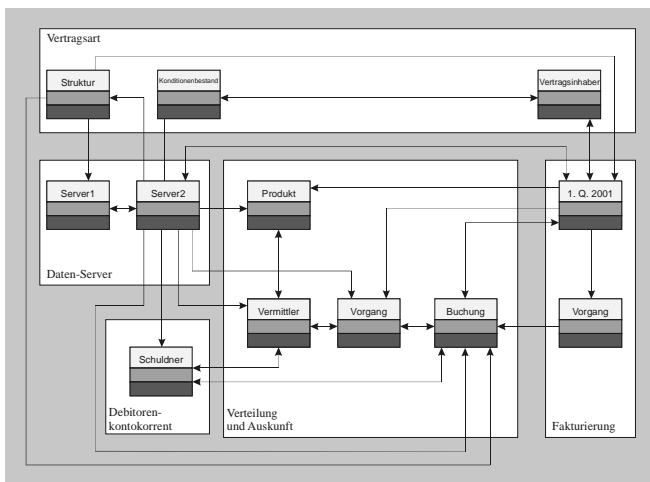 Vertragsart
Struktur
Konditionenbestand
Vertragsinhaber
Server1
Server2
Produkt
1. Q. 2001
Daten-Server
Vermittler
Vorgang
Buchung
Vorgang
Schuldner
Debitoren-
kontokorrent
Verteilung
und Auskunft
Fakturierung